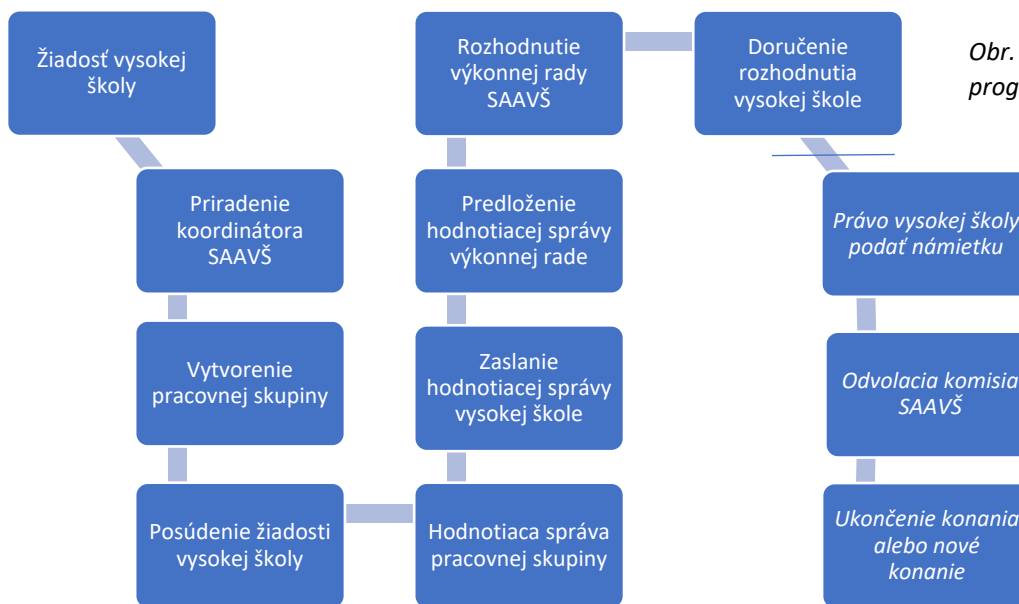 Žiadosť vysokej
školy
Priradenie
koordinátora
SAAVŠ
Vytvorenie
pracovnej skupiny
Posúdenie žiadosti
vysokej školy
Hodnotiaca správa
pracovnej skupiny
Zaslanie
hodnotiacej správy
vysokej škole
Predloženie
hodnotiacej správy
výkonnej rade
Rozhodnutie
výkonnej rady
SAAVŠ
Doručenie
rozhodnutia
vysokej škole
Právo vysokej školy
podať námietku
Odvolacia komisia
SAAVŠ
Ukončenie konania
alebo nové
konanie
Obr.
prog